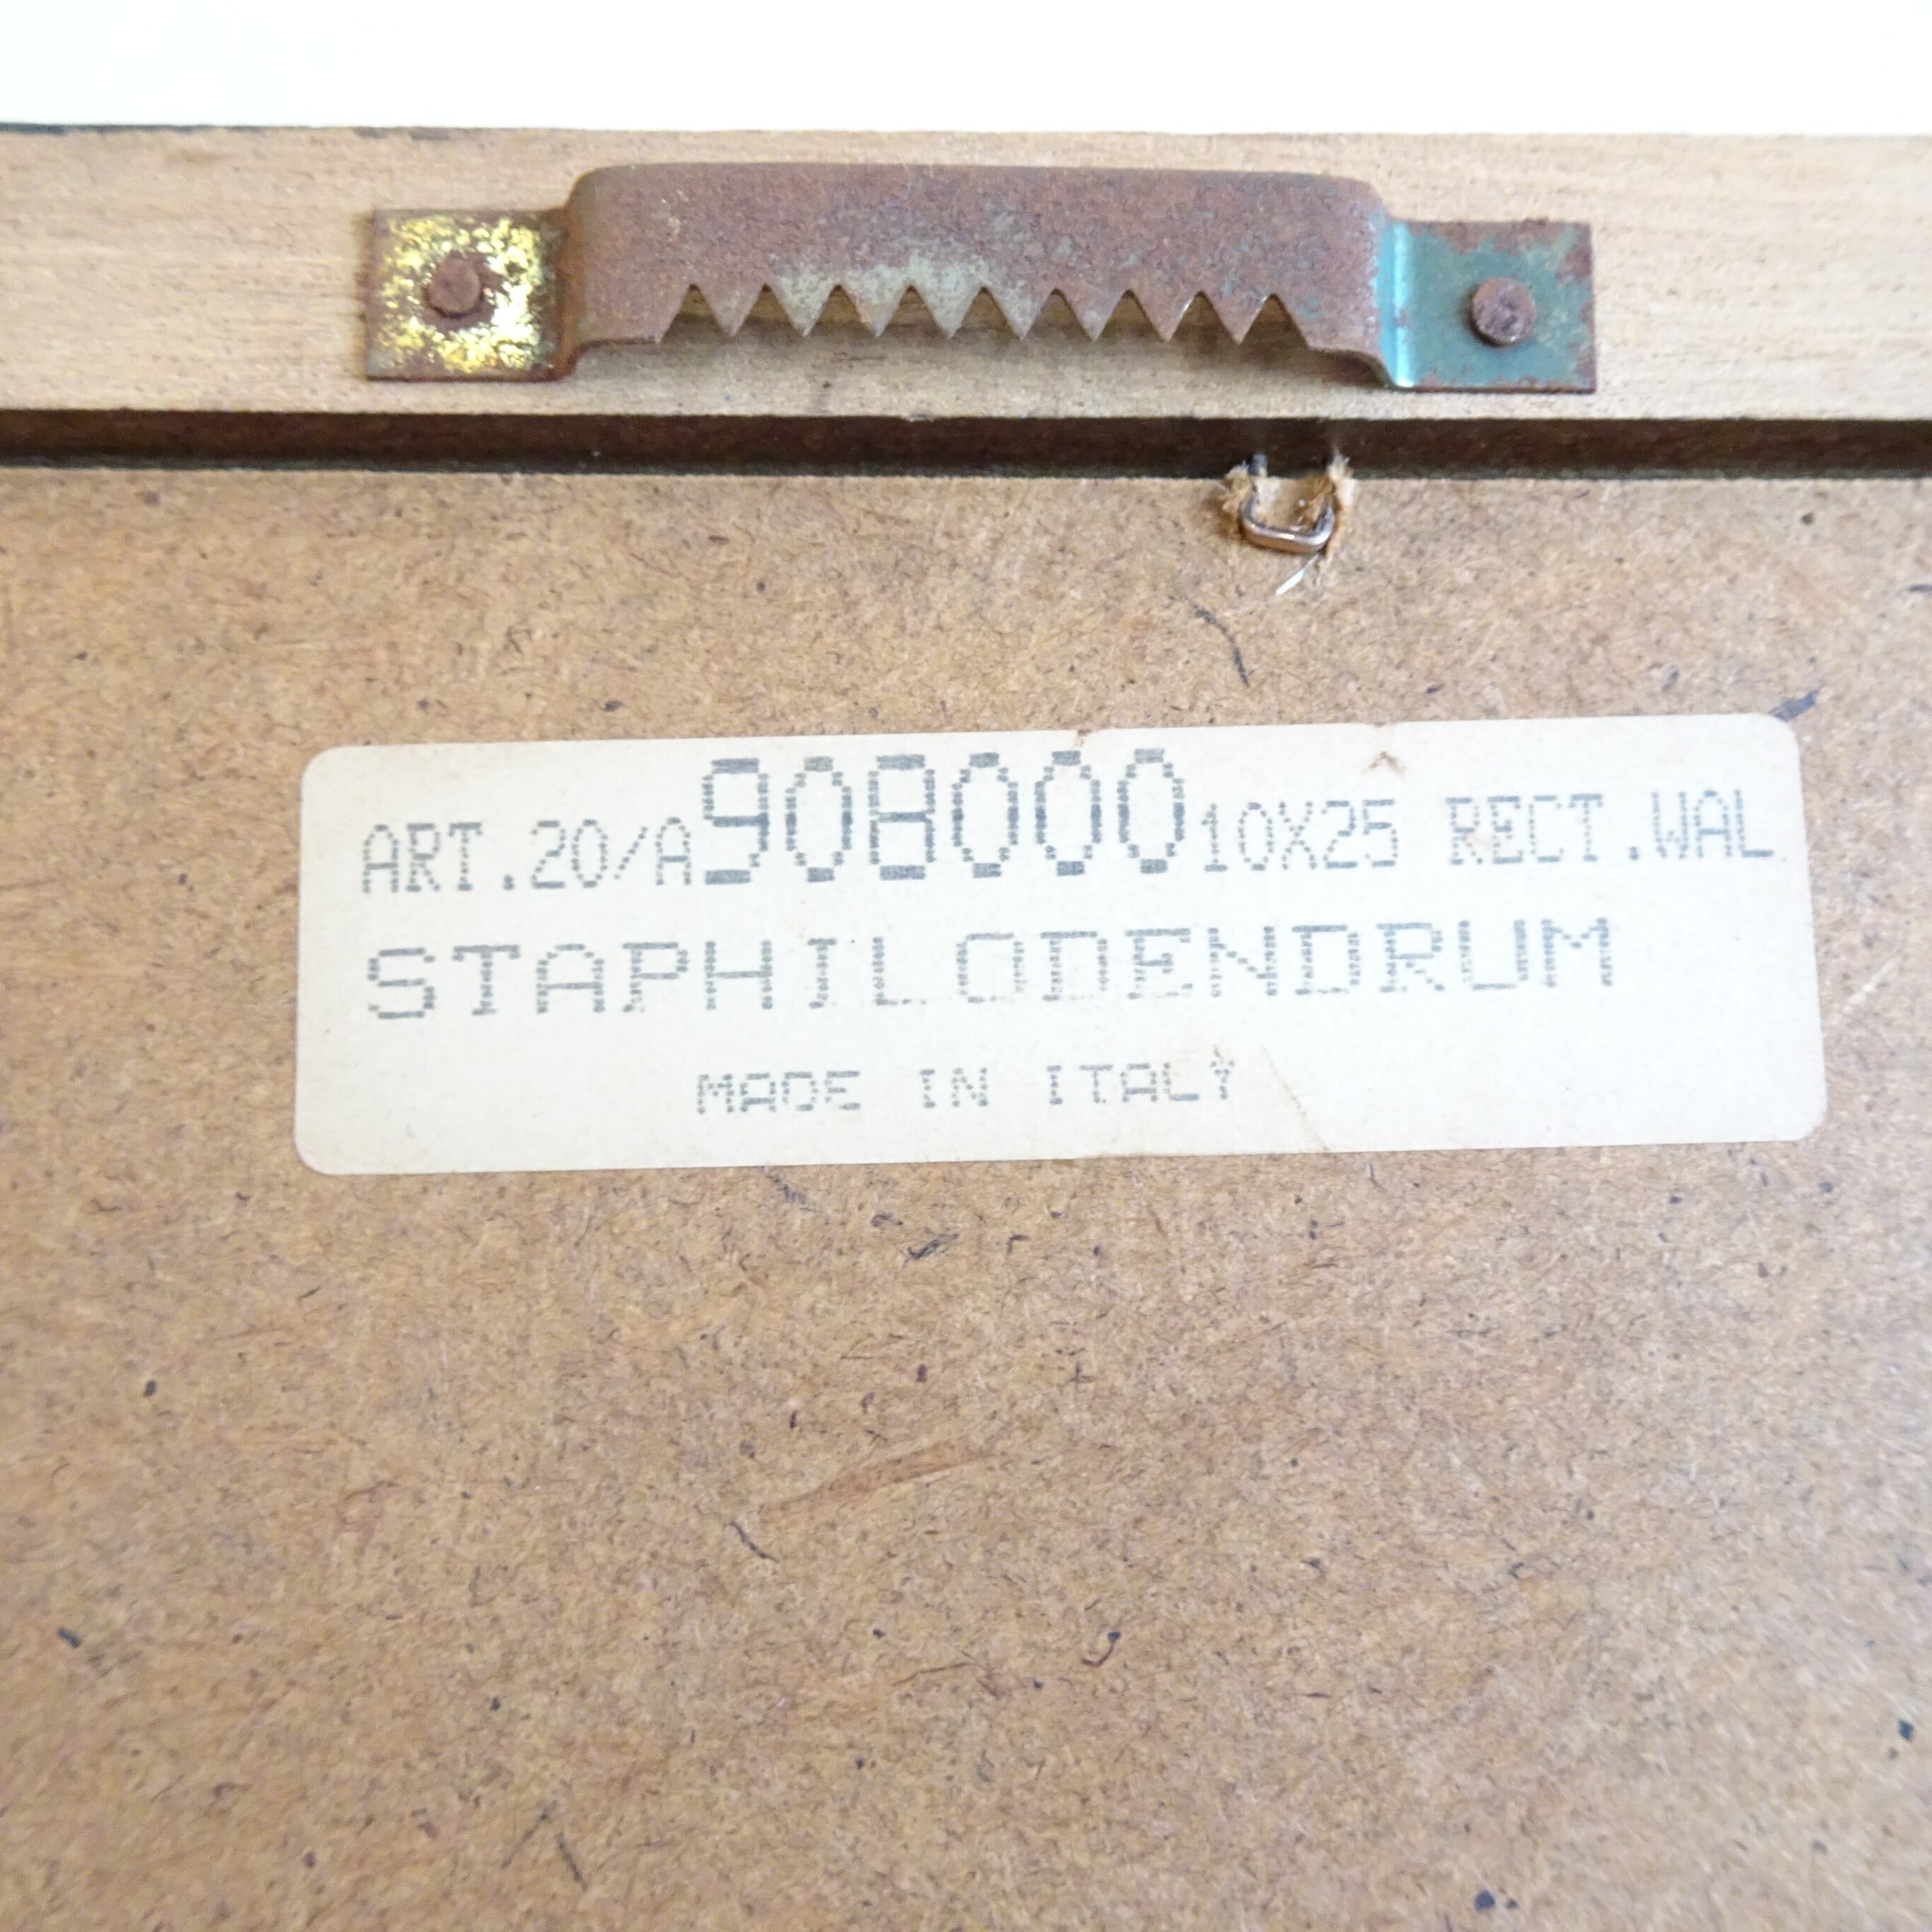 ART.20/A908000 10X25 RECT.WAL
STAPHILODENDRUM
MADE IN ITALY